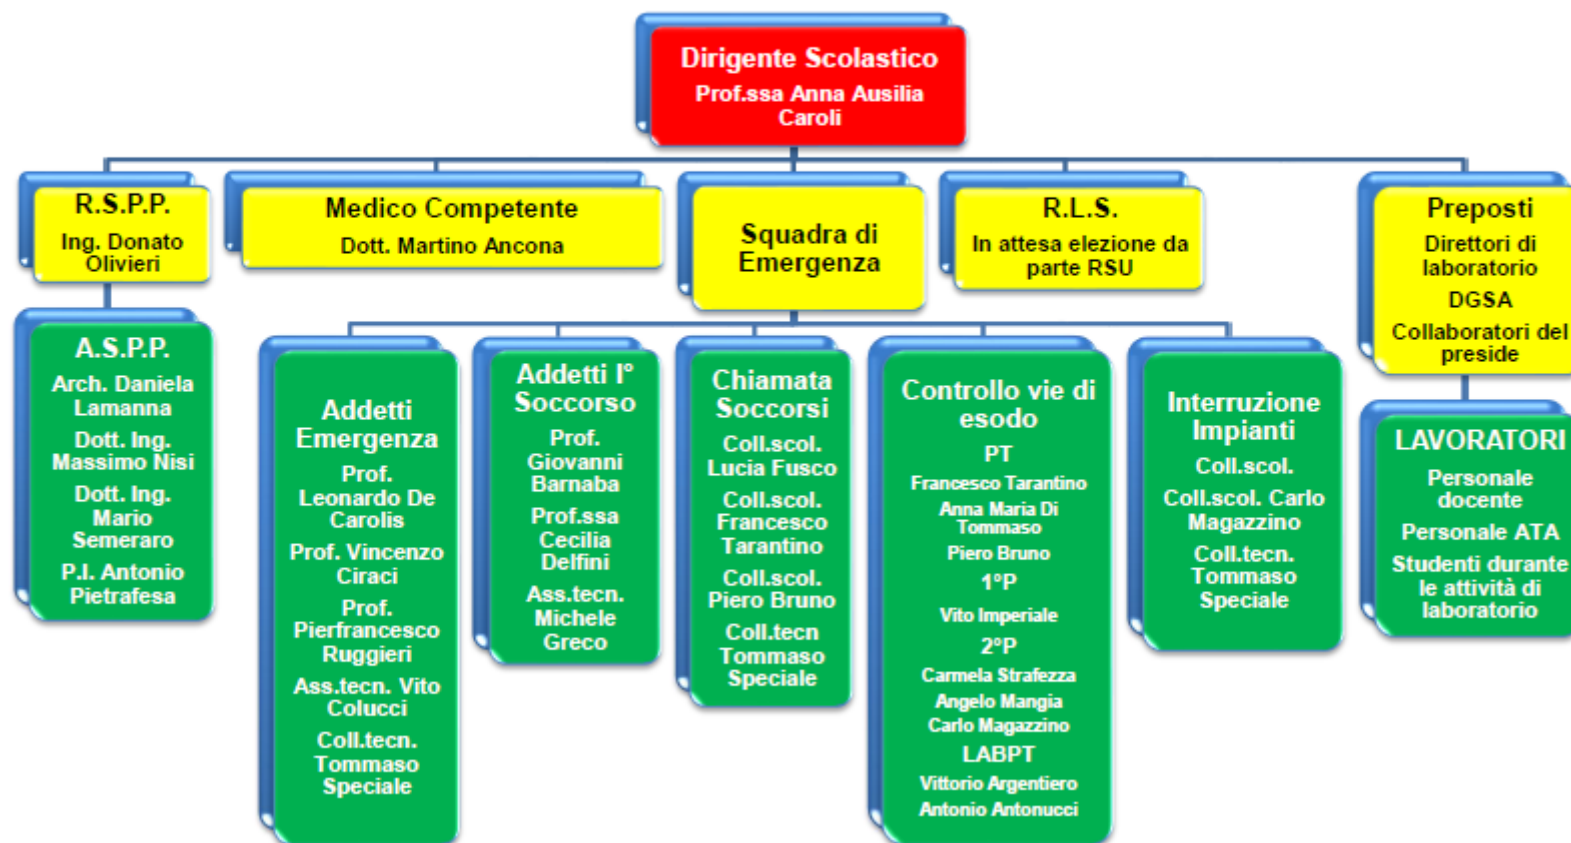 Dirigente Scolastico
Prof.ssa Anna Ausilia
Caroli
R.S.P.P.
Ing. Donato
Olivieri
Medico Competente
Dott. Martino Ancona
Squadra di
Emergenza
R.L.S.
In attesa elezione da
parte RSU
Preposti
Direttori di
laboratorio
DGSA
Collaboratori del
preside
A.S.P.P.
Arch. Daniela
Lamanna
Dott. Ing.
Massimo Nisi
Dott. Ing.
Mario
Semeraro
P.I. Antonio
Pietrafesa
Addetti
Emergenza
Prof.
Leonardo De
Carolis
Prof. Vincenzo
Ciraci
Prof.
Pierfrancesco
Ruggieri
Ass.tecn. Vito
Colucci
Coll.tecn.
Tommaso
Speciale
Addetti I°
Soccorso
Prof.
Giovanni
Barnaba
Prof.ssa
Cecilia
Delfini
Ass.tecn.
Michele
Greco
Chiamata
Soccorsi
Coll.scol.
Lucia Fusco
Coll.scol.
Francesco
Tarantino
Coll.scol.
Piero Bruno
Coll.tecn
Tommaso
Speciale
Controllo vie di
esodo
PT
Francesco Tarantino
Anna Maria Di
Tommaso
Piero Bruno
1°P
Vito Imperiale
2°P
Carmela Strafezza
Angelo Mangia
Carlo Magazzino
LABPT
Vittorio Argentiero
Antonio Antonucci
Interruzione
Impianti
Coll.scol.
Coll.scol. Carlo
Magazzino
Coll.tecn.
Tommaso
Speciale
LAVORATORI
Personale
docente
Personale ATA
Studenti durante
le attività di
laboratorio